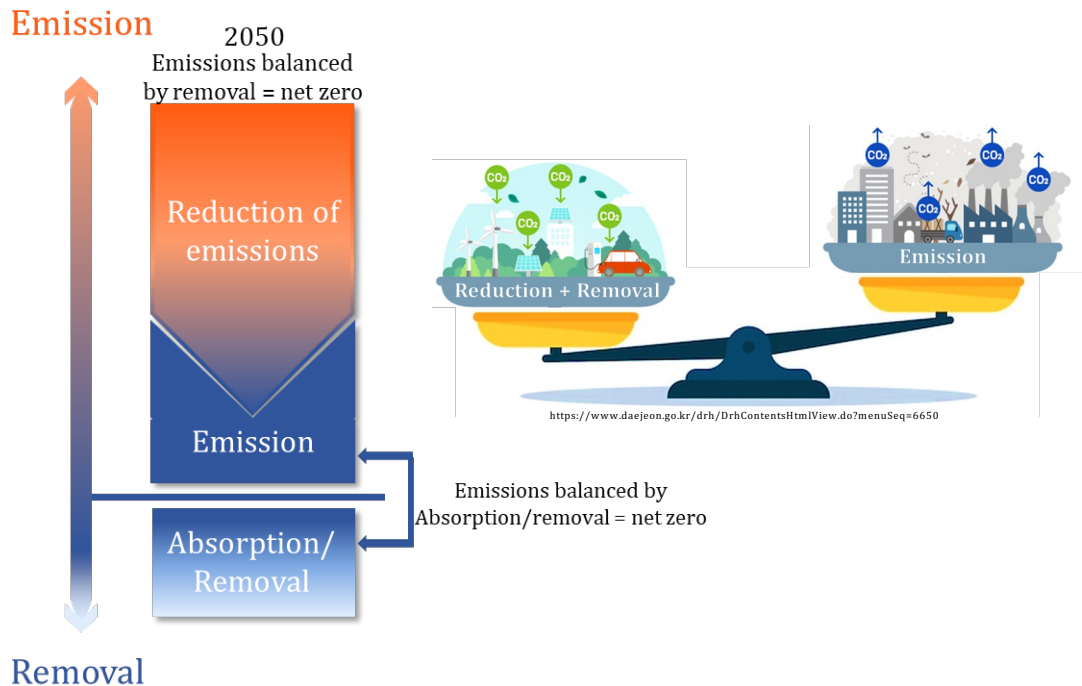 Emission
2050
Emissions balanced
by removal = net zero
Reduction of
emissions
Emission
Absorption/
Removal
Removal
Emissions balanced by
Absorption/removal = net zero
CO₂
CO₂
CO₂
CO₂
Reduction + Removal
CO₂
CO₂
CO₂
CO₂
Emission
https://www.daejeon.go.kr/drh/DrhContentsHtmlView.do?menuSeq=6650